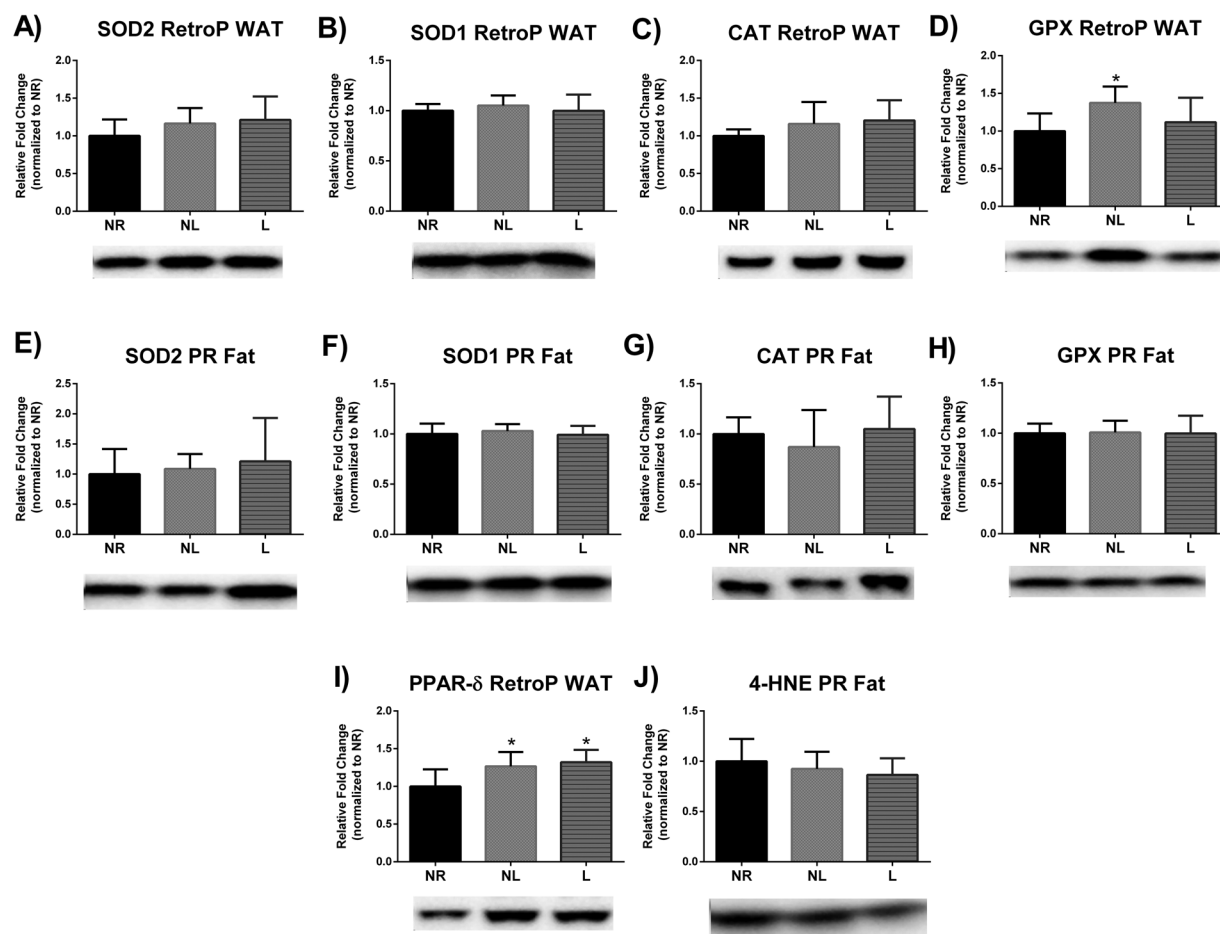 A) SOD2 RetroP WAT
Relative Fold Change
(normalized to NR)
2.0
1.5
1.0
0.5
0.0
NR NL L
B) SOD1 RetroP WAT
Relative Fold Change
(normalized to NR)
1.5
1.0
0.5
0.0
NR NL L
C) CAT RetroP WAT
Relative Fold Change
(normalized to NR)
2.0
1.5
1.0
0.5
0.0
NR NL L
D) GPX RetroP WAT
Relative Fold Change
(normalized to NR)
2.0
1.5
1.0
0.5
0.0
*
NR NL L
E) SOD2 PR Fat
Relative Fold Change
(normalized to NR)
2.5
2.0
1.5
1.0
0.5
0.0
NR NL L
F) SOD1 PR Fat
Relative Fold Change
(normalized to NR)
1.5
1.0
0.5
0.0
NR NL L
G) CAT PR Fat
Relative Fold Change
(normalized to NR)
1.5
1.0
0.5
0.0
NR NL L
H) GPX PR Fat
Relative Fold Change
(normalized to NR)
1.5
1.0
0.5
0.0
NR NL L
I) PPAR-δ RetroP WAT
Relative Fold Change
(normalized to NR)
2.0
1.5
1.0
0.5
0.0
* *
NR NL L
J) 4-HNE PR Fat
Relative Fold Change
(normalized to NR)
1.5
1.0
0.5
0.0
NR NL L